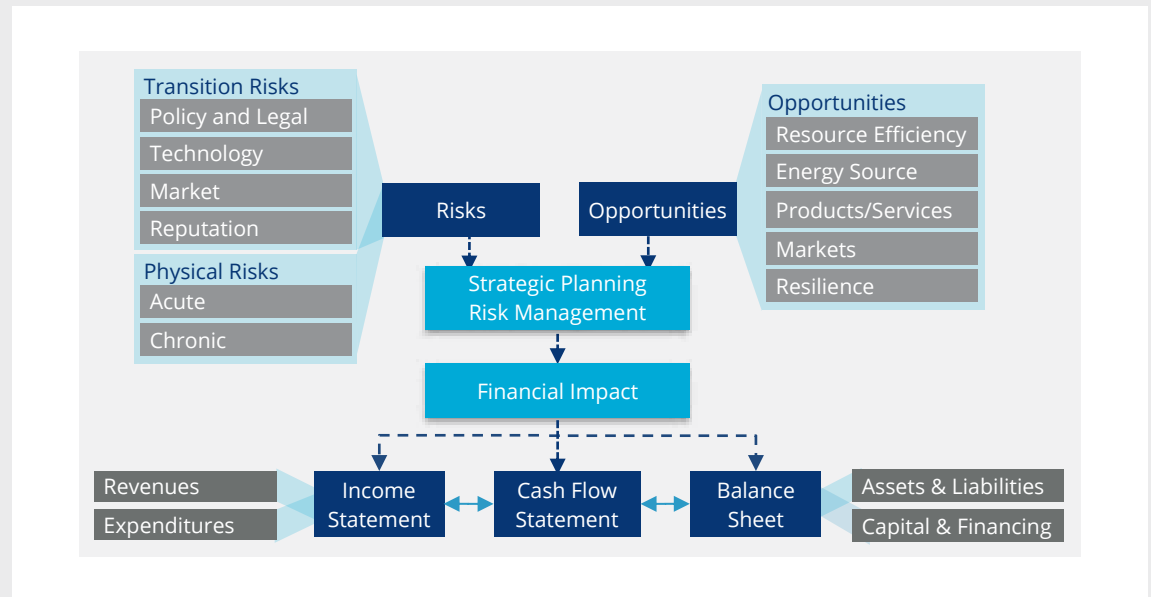 Transition Risks
Policy and Legal
Technology
Market
Reputation
Physical Risks
Acute
Chronic
Risks
Opportunities
Opportunities
Resource Efficiency
Energy Source
Products/Services
Markets
Resilience
Strategic Planning
Risk Management
Financial Impact
Revenues
Expenditures
Income
Statement
Cash Flow
Statement
Balance
Sheet
Assets & Liabilities
Capital & Financing